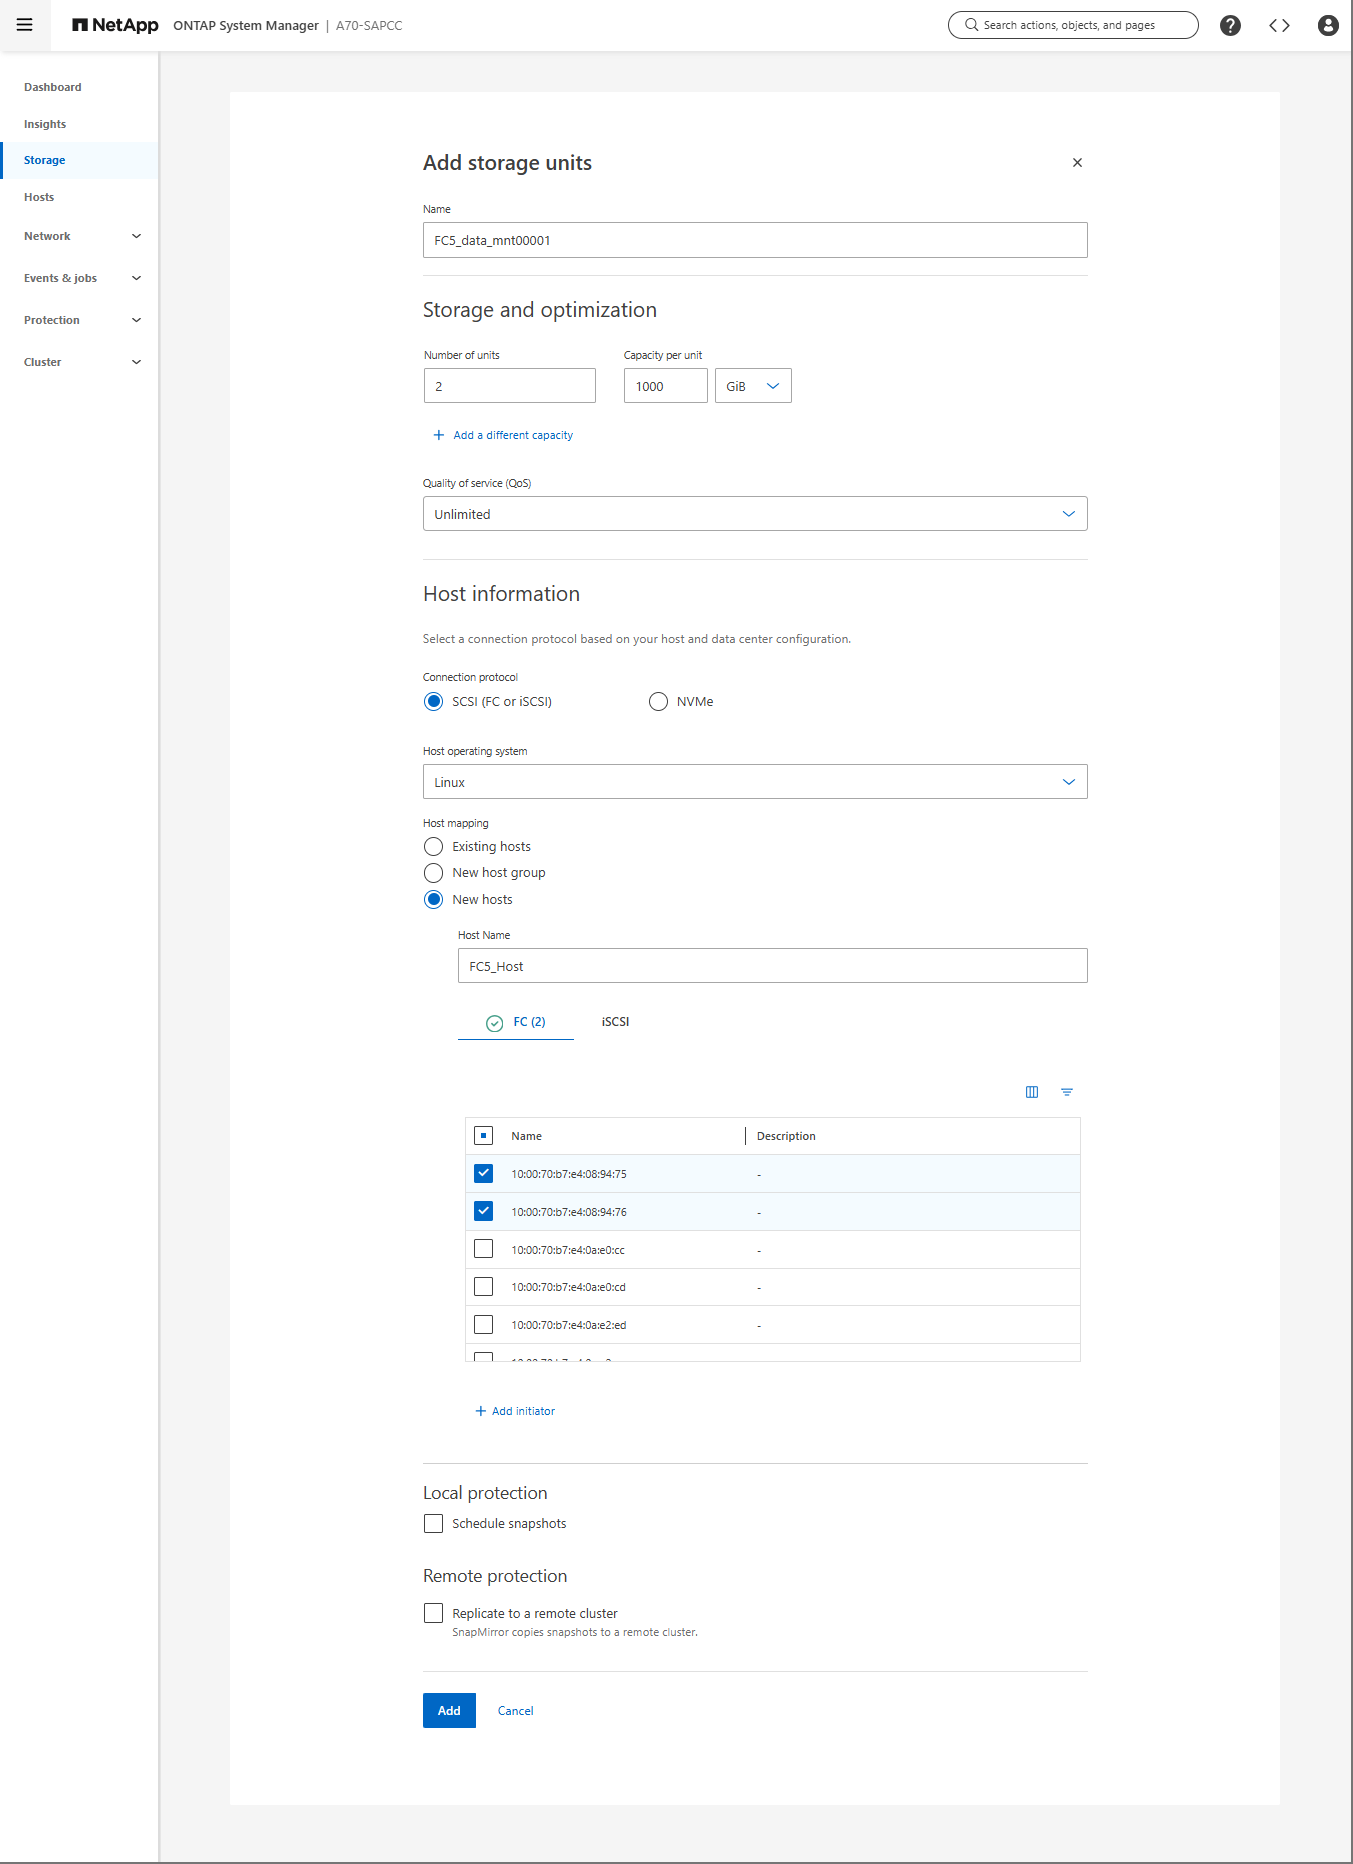 NetApp ONTAP System Manager | A70-SAPCC
Search actions, objects, and pages
Dashboard
Insights
Storage
Hosts
Network
Events & jobs
Protection
Cluster
Add storage units
Name
FC5_data_mnt00001
Storage and optimization
Number of units Capacity per unit
2 1000 GiB
Add a different capacity
Quality of service (QoS)
Unlimited
Host information
Select a connection protocol based on your host and data center configuration.
Connection protocol
SCSI (FC or iSCSI) NVMe
Host operating system
Linux
Host mapping
Existing hosts
New host group
New hosts
Host Name
FC5_Host
FC (2) iSCSI
Name Description
10:00:70:b7:e4:08:94:75 -
10:00:70:b7:e4:08:94:76 -
10:00:70:b7:e4:0a:e0:cc -
10:00:70:b7:e4:0a:e0:cd -
10:00:70:b7:e4:0a:e2:ed -
Add initiator
Local protection
Schedule snapshots
Remote protection
Replicate to a remote cluster
SnapMirror copies snapshots to a remote cluster.
Add Cancel